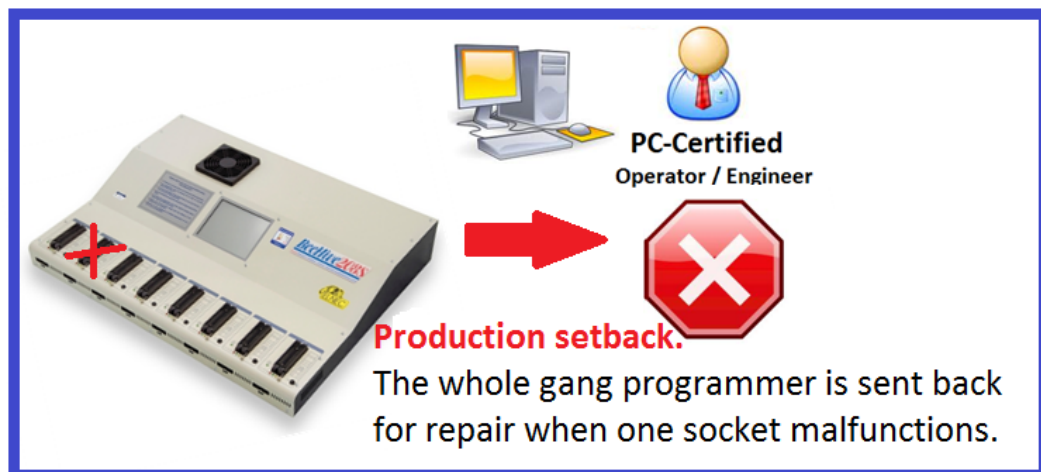 PC-Certified
Operator / Engineer
BeeHive208S
Production setback.
The whole gang programmer is sent back
for repair when one socket malfunctions.